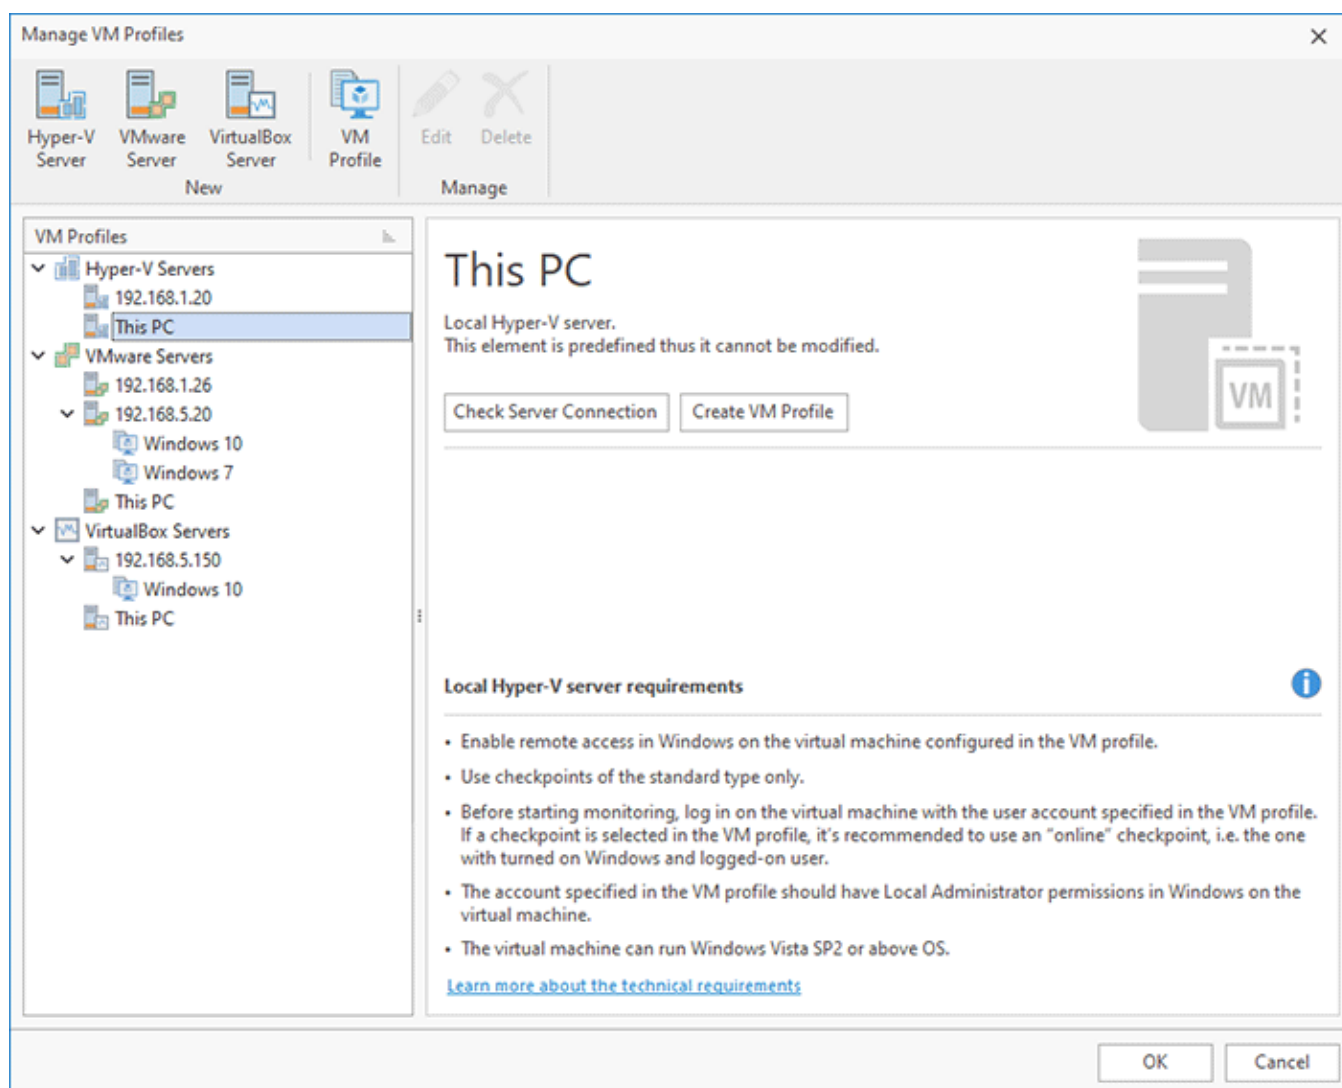 Manage VM Profiles
Hyper-V Server
VMware Server
VirtualBox Server
VM Profile
Edit
Delete
New
Manage
VM Profiles
Hyper-V Servers
192.168.1.20
This PC
VMware Servers
192.168.1.26
192.168.5.20
Windows 10
Windows 7
This PC
VirtualBox Servers
192.168.5.150
Windows 10
This PC
This PC
Local Hyper-V server.
This element is predefined thus it cannot be modified.
Check Server Connection
Create VM Profile
VM
Local Hyper-V server requirements
• Enable remote access in Windows on the virtual machine configured in the VM profile.
• Use checkpoints of the standard type only.
• Before starting monitoring, log in on the virtual machine with the user account specified in the VM profile.
If a checkpoint is selected in the VM profile, it's recommended to use an "online" checkpoint, i.e. the one
with turned on Windows and logged-on user.
• The account specified in the VM profile should have Local Administrator permissions in Windows on the
virtual machine.
• The virtual machine can run Windows Vista SP2 or above OS.
Learn more about the technical requirements
OK
Cancel